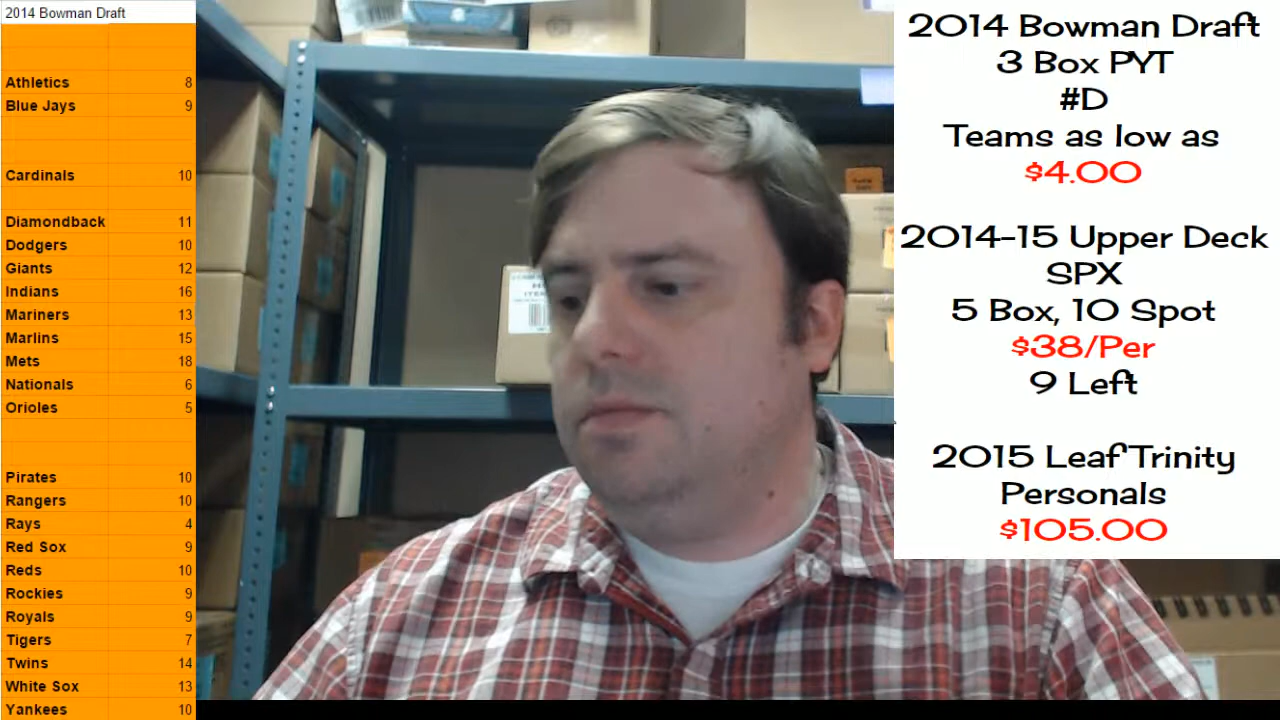 2014 Bowman Draft
Athletics 8
Blue Jays 9
Cardinals 10
Diamondback 11
Dodgers 10
Giants 12
Indians 16
Mariners 13
Marlins 15
Mets 18
Nationals 6
Orioles 5
Pirates 10
Rangers 10
Rays 4
Red Sox 9
Reds 10
Rockies 9
Royals 9
Tigers 7
Twins 14
White Sox 13
Yankees 10
2014 Bowman Draft
3 Box PYT
#D
Teams as low as
$4.00
2014-15 Upper Deck
SPX
5 Box, 10 Spot
$38/Per
9 Left
2015 Leaf Trinity
Personals
$105.00